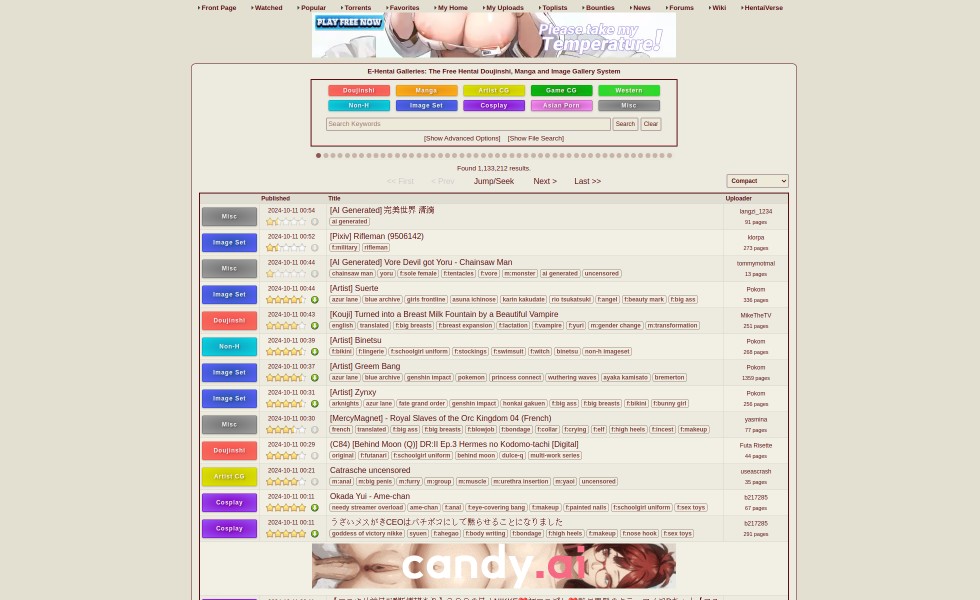 Front Page Watched Popular Torrents Favorites My Home My Uploads Toplists Bounties News Forums Wiki HentaiVerse
PLAY FREE NOW
Please take my
Temperature!
E-Hentai Galleries: The Free Hentai Doujinshi, Manga and Image Gallery System
Doujinshi Manga Artist CG Game CG Western
Non-H Image Set Cosplay Asian Porn Misc
Search Keywords Search Clear
[Show Advanced Options] [Show File Search]
Found 1,133,212 results.
<< First < Prev Jump/Seek Next > Last >> Compact
Published Title Uploader
Misc 2024-10-11 00:54 [AI Generated] 完美世界 清漪 langzi_1234
ai generated 91 pages
Image Set 2024-10-11 00:52 [Pixiv] Rifleman (9506142) klorpa
f:military rifleman 273 pages
Misc 2024-10-11 00:44 [AI Generated] Vore Devil got Yoru - Chainsaw Man tommymotmal
chainsaw man yoru f:sole female f:tentacles f:vore m:monster ai generated uncensored 13 pages
Image Set 2024-10-11 00:44 [Artist] Suerte Pokom
azur lane blue archive girls frontline asuna ichinose karin kakudate rio tsukatsuki f:angel f:beauty mark f:big ass 336 pages
Doujinshi 2024-10-11 00:43 [Kouji] Turned into a Breast Milk Fountain by a Beautiful Vampire MikeTheTV
english translated f:big breasts f:breast expansion f:lactation f:vampire f:yuri m:gender change m:transformation 251 pages
Non-H 2024-10-11 00:39 [Artist] Binetsu Pokom
f:bikini f:lingerie f:schoolgirl uniform f:stockings f:swimsuit f:witch binetsu non-h imageset 268 pages
Image Set 2024-10-11 00:37 [Artist] Greem Bang Pokom
azur lane blue archive genshin impact pokemon princess connect wuthering waves ayaka kamisato bremerton 1359 pages
Image Set 2024-10-11 00:31 [Artist] Zynxy Pokom
arknights azur lane fate grand order genshin impact honkai gakuen f:big ass f:big breasts f:bikini f:bunny girl 256 pages
Misc 2024-10-11 00:30 [MercyMagnet] - Royal Slaves of the Orc Kingdom 04 (French) yasmina
french translated f:big ass f:big breasts f:blowjob f:bondage f:collar f:crying f:elf f:high heels f:incest f:makeup 77 pages
Doujinshi 2024-10-11 00:29 (C84) [Behind Moon (Q)] DR:II Ep.3 Hermes no Kodomo-tachi [Digital] Futa Risette
original f:futanari f:schoolgirl uniform behind moon dulce-q multi-work series 44 pages
Artist CG 2024-10-11 00:21 Catrasche uncensored useascrash
m:anal m:big penis m:furry m:group m:muscle m:urethra insertion m:yaoi uncensored 35 pages
Cosplay 2024-10-11 00:11 Okada Yui - Ame-chan b217285
needy streamer overload ame-chan f:anal f:eye-covering bang f:makeup f:painted nails f:schoolgirl uniform f:sex toys 67 pages
Cosplay 2024-10-11 00:11 うざいメスがきCEOはバチボコにして黙らせることになりました b217285
goddess of victory nikke syuen f:ahegao f:body writing f:bondage f:high heels f:makeup f:nose hook f:sex toys 291 pages
candy.ai